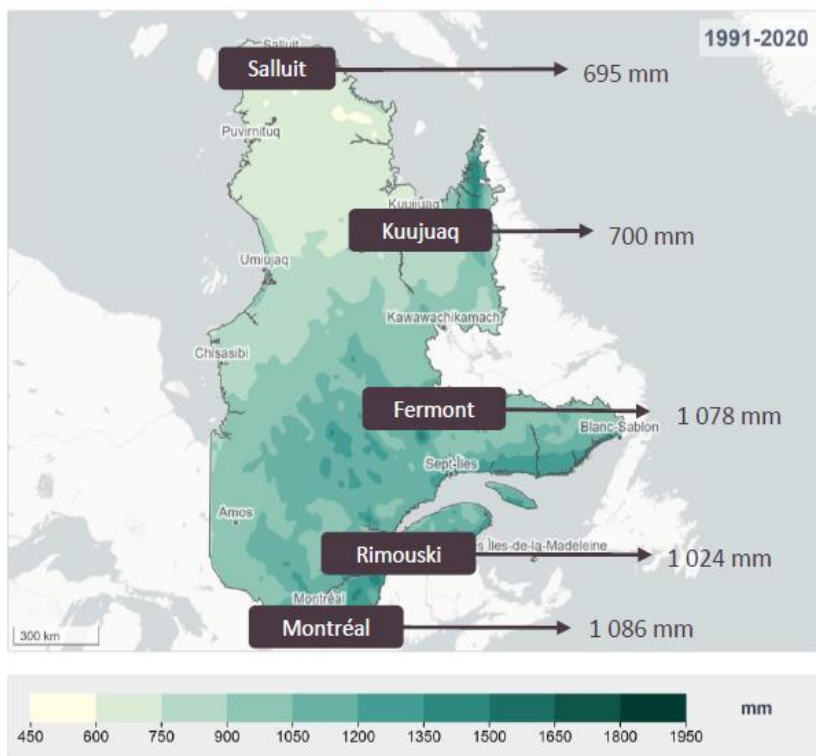 Salluit
1991-2020
Salluit
695 mm
Puvirnituq
Kuujjuaq
Kuujuaq
700 mm
Umiujaq
Kawawachikamach
Chisasibi
Fermont
1 078 mm
Blanc-Sablon
Sept-Îles
Amos
Rimouski
es Îles-de-la-Madeleine
1 024 mm
Montréal
Montréal
1 086 mm
300 km
mm
450 600 750 900 1050 1200 1350 1500 1650 1800 1950